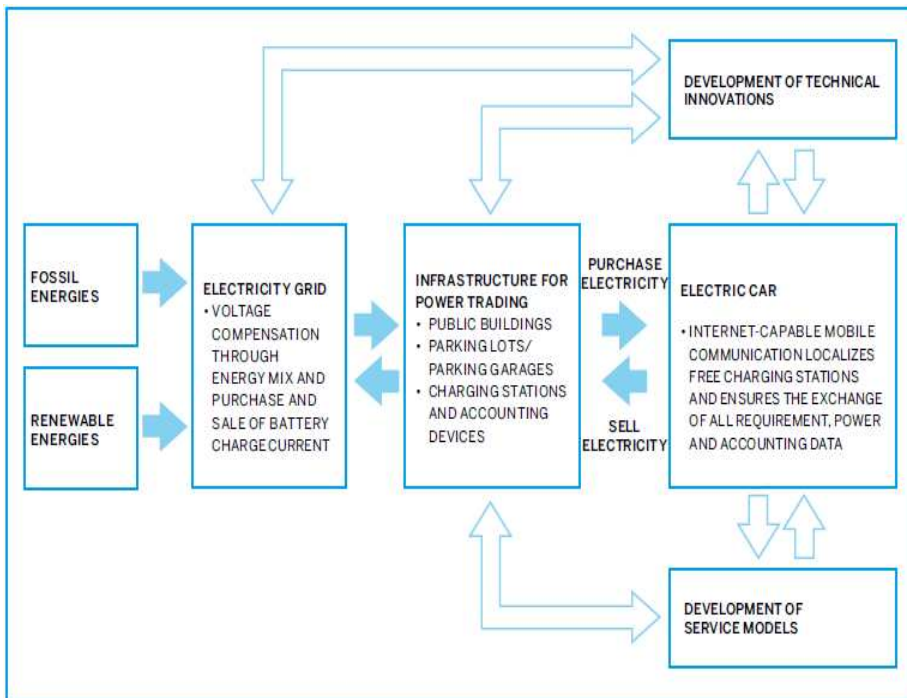 DEVELOPMENT OF TECHNICAL
INNOVATIONS
FOSSIL
ENERGIES
RENEWABLE
ENERGIES
ELECTRICITY GRID
• VOLTAGE
COMPENSATION
THROUGH
ENERGY MIX AND
PURCHASE AND
SALE OF BATTERY
CHARGE CURRENT
INFRASTRUCTURE FOR
POWER TRADING
• PUBLIC BUILDINGS
• PARKING LOTS/
PARKING GARAGES
• CHARGING STATIONS
AND ACCOUNTING
DEVICES
PURCHASE
ELECTRICITY
SELL
ELECTRICITY
ELECTRIC CAR
• INTERNET-CAPABLE MOBILE
COMMUNICATION LOCALIZES
FREE CHARGING STATIONS
AND ENSURES THE EXCHANGE
OF ALL REQUIREMENT, POWER
AND ACCOUNTING DATA
DEVELOPMENT OF
SERVICE MODELS